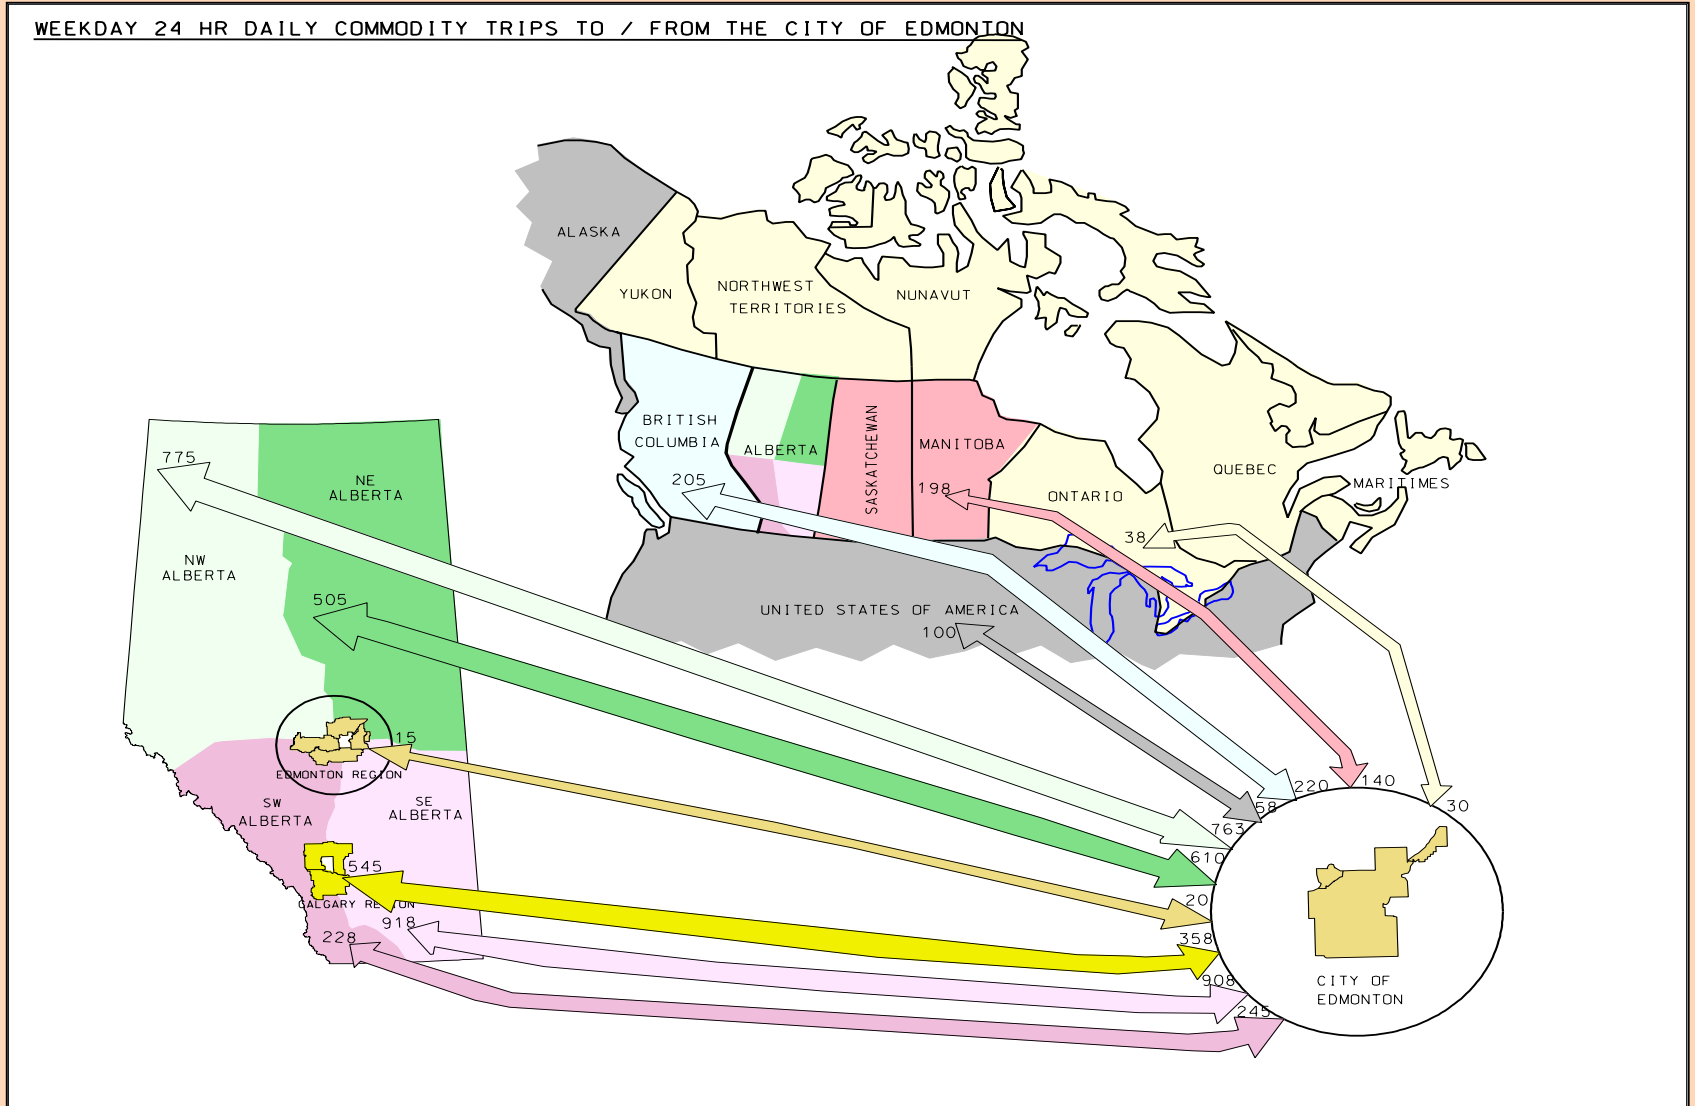 WEEKDAY 24 HR DAILY COMMODITY TRIPS TO / FROM THE CITY OF EDMONTON
ALASKA
YUKON
NORTHWEST
TERRITORIES
NUNAVUT
BRITISH
COLUMBIA
ALBERTA
SASKATCHEWAN
MANITOBA
ONTARIO
QUEBEC
MARITIMES
205
198
38
UNITED STATES OF AMERICA
100
775
NE
ALBERTA
NW
ALBERTA
505
15
EDMONTON REGION
SW
ALBERTA
SE
ALBERTA
545
CALGARY REGION
918
228
220
140
30
58
763
610
20
358
908
245
CITY OF
EDMONTON